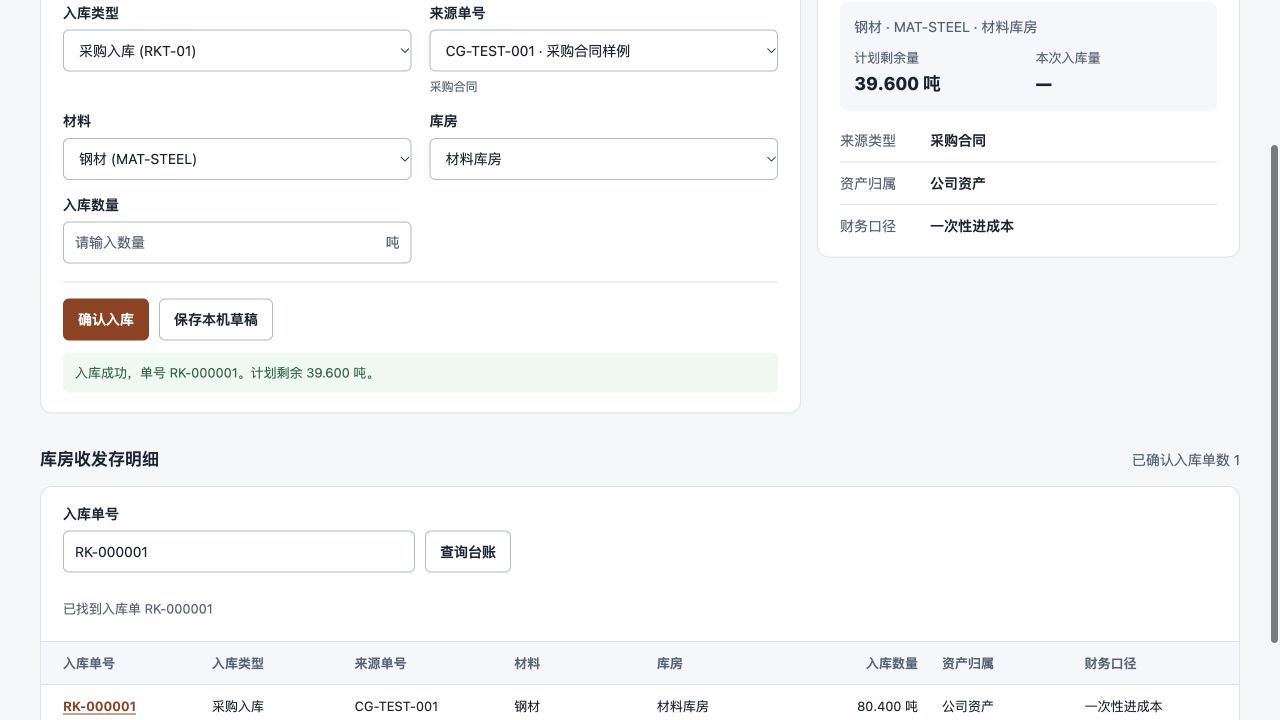 入库类型
来源单号
采购入库 (RKT-01)
CG-TEST-001 · 采购合同样例
采购合同
材料
库房
钢材 (MAT-STEEL)
材料库房
入库数量
请输入数量
吨
确认入库
保存本机草稿
入库成功，单号 RK-000001。计划剩余 39.600 吨。
钢材 · MAT-STEEL · 材料库房
计划剩余量
本次入库量
39.600 吨
—
来源类型
采购合同
资产归属
公司资产
财务口径
一次性进成本
库房收发存明细
已确认入库单数 1
入库单号
RK-000001
查询台账
已找到入库单 RK-000001
入库单号 入库类型 来源单号 材料 库房 入库数量 资产归属 财务口径
RK-000001 采购入库 CG-TEST-001 钢材 材料库房 80.400 吨 公司资产 一次性进成本